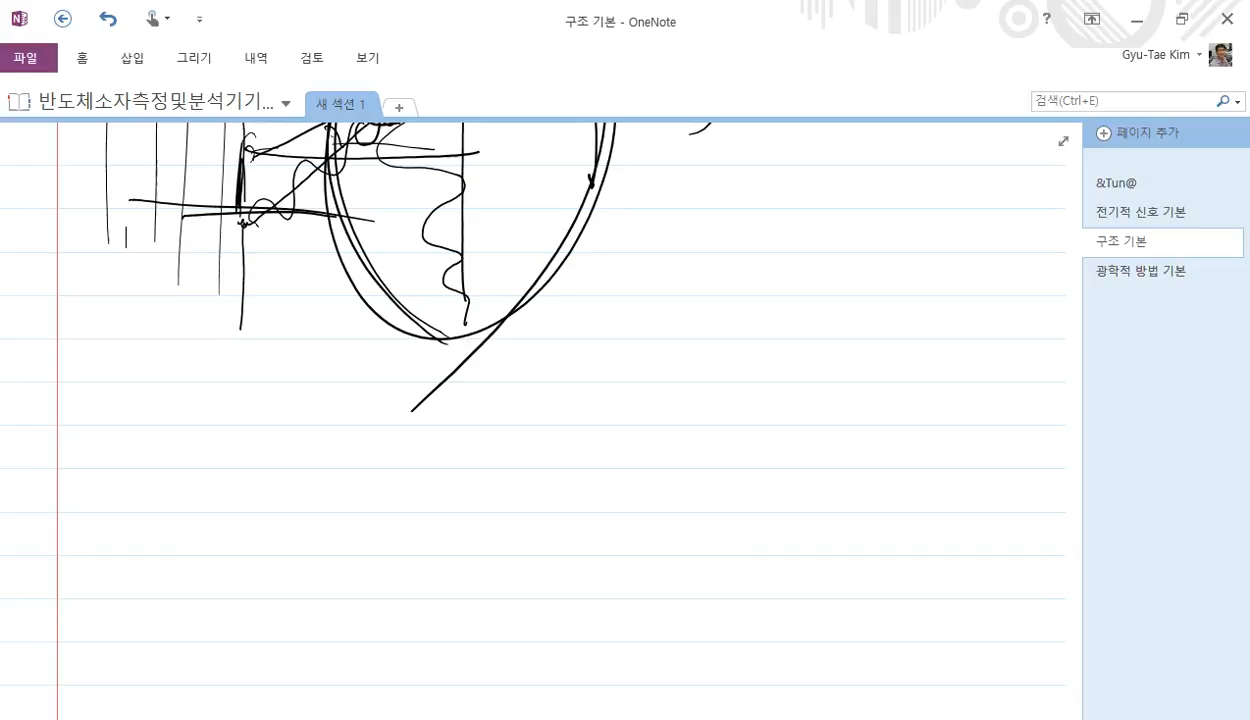 구조 기본 - OneNote
?
파일 홈 삽입 그리기 내역 검토 보기
Gyu-Tae Kim
반도체소자측정및분석기기... 새 섹션 1
검색(Ctrl+E)
페이지 추가
&Tun@
전기적 신호 기본
구조 기본
광학적 방법 기본